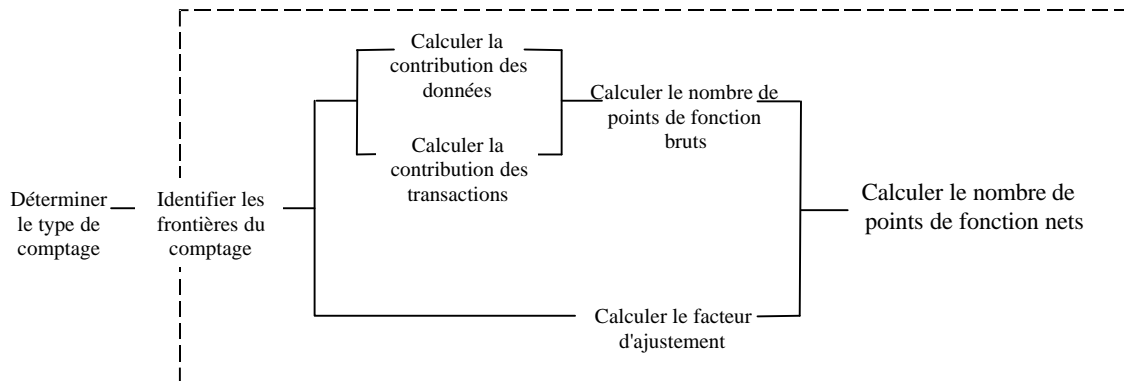 Déterminer
le type de
comptage
Identifier les
frontières du
comptage
Calculer la
contribution des
données
Calculer la
contribution des
transactions
Calculer le nombre de
points de fonction
bruts
Calculer le facteur
d'ajustement
Calculer le nombre de
points de fonction nets